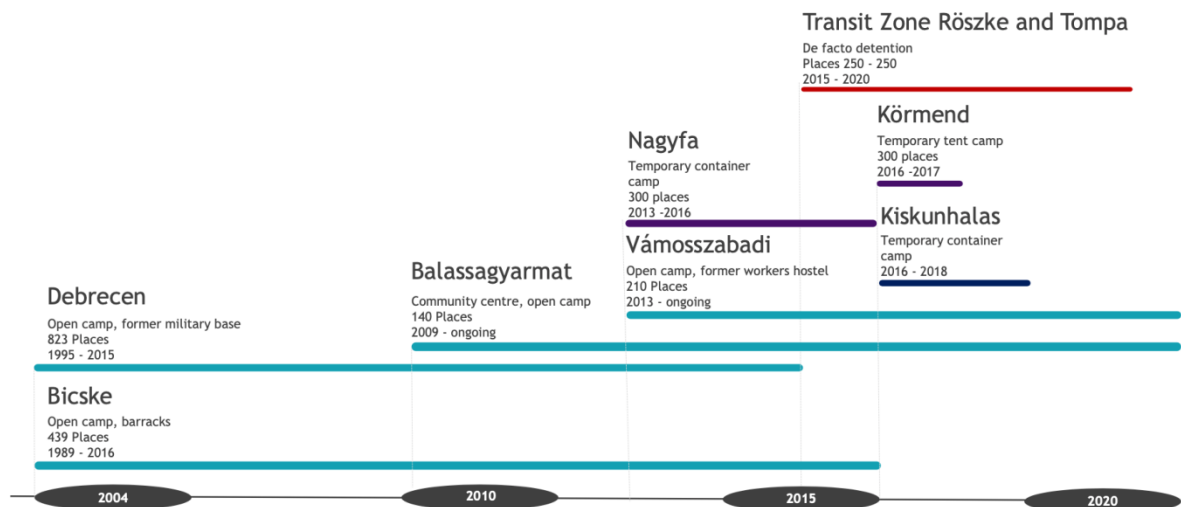 Transit Zone Röszke and Tompa
De facto detention
Places 250 - 250
2015 - 2020
Körmend
Temporary tent camp
300 places
2016 -2017
Nagyfa
Temporary container
camp
300 places
2013 -2016
Kiskunhalas
Temporary container
camp
2016 - 2018
Vámosszabadi
Open camp, former workers hostel
210 Places
2013 - ongoing
Balassagyarmat
Community centre, open camp
140 Places
2009 - ongoing
Debrecen
Open camp, former military base
823 Places
1995 - 2015
Bicske
Open camp, barracks
439 Places
1989 - 2016
2004
2010
2015
2020